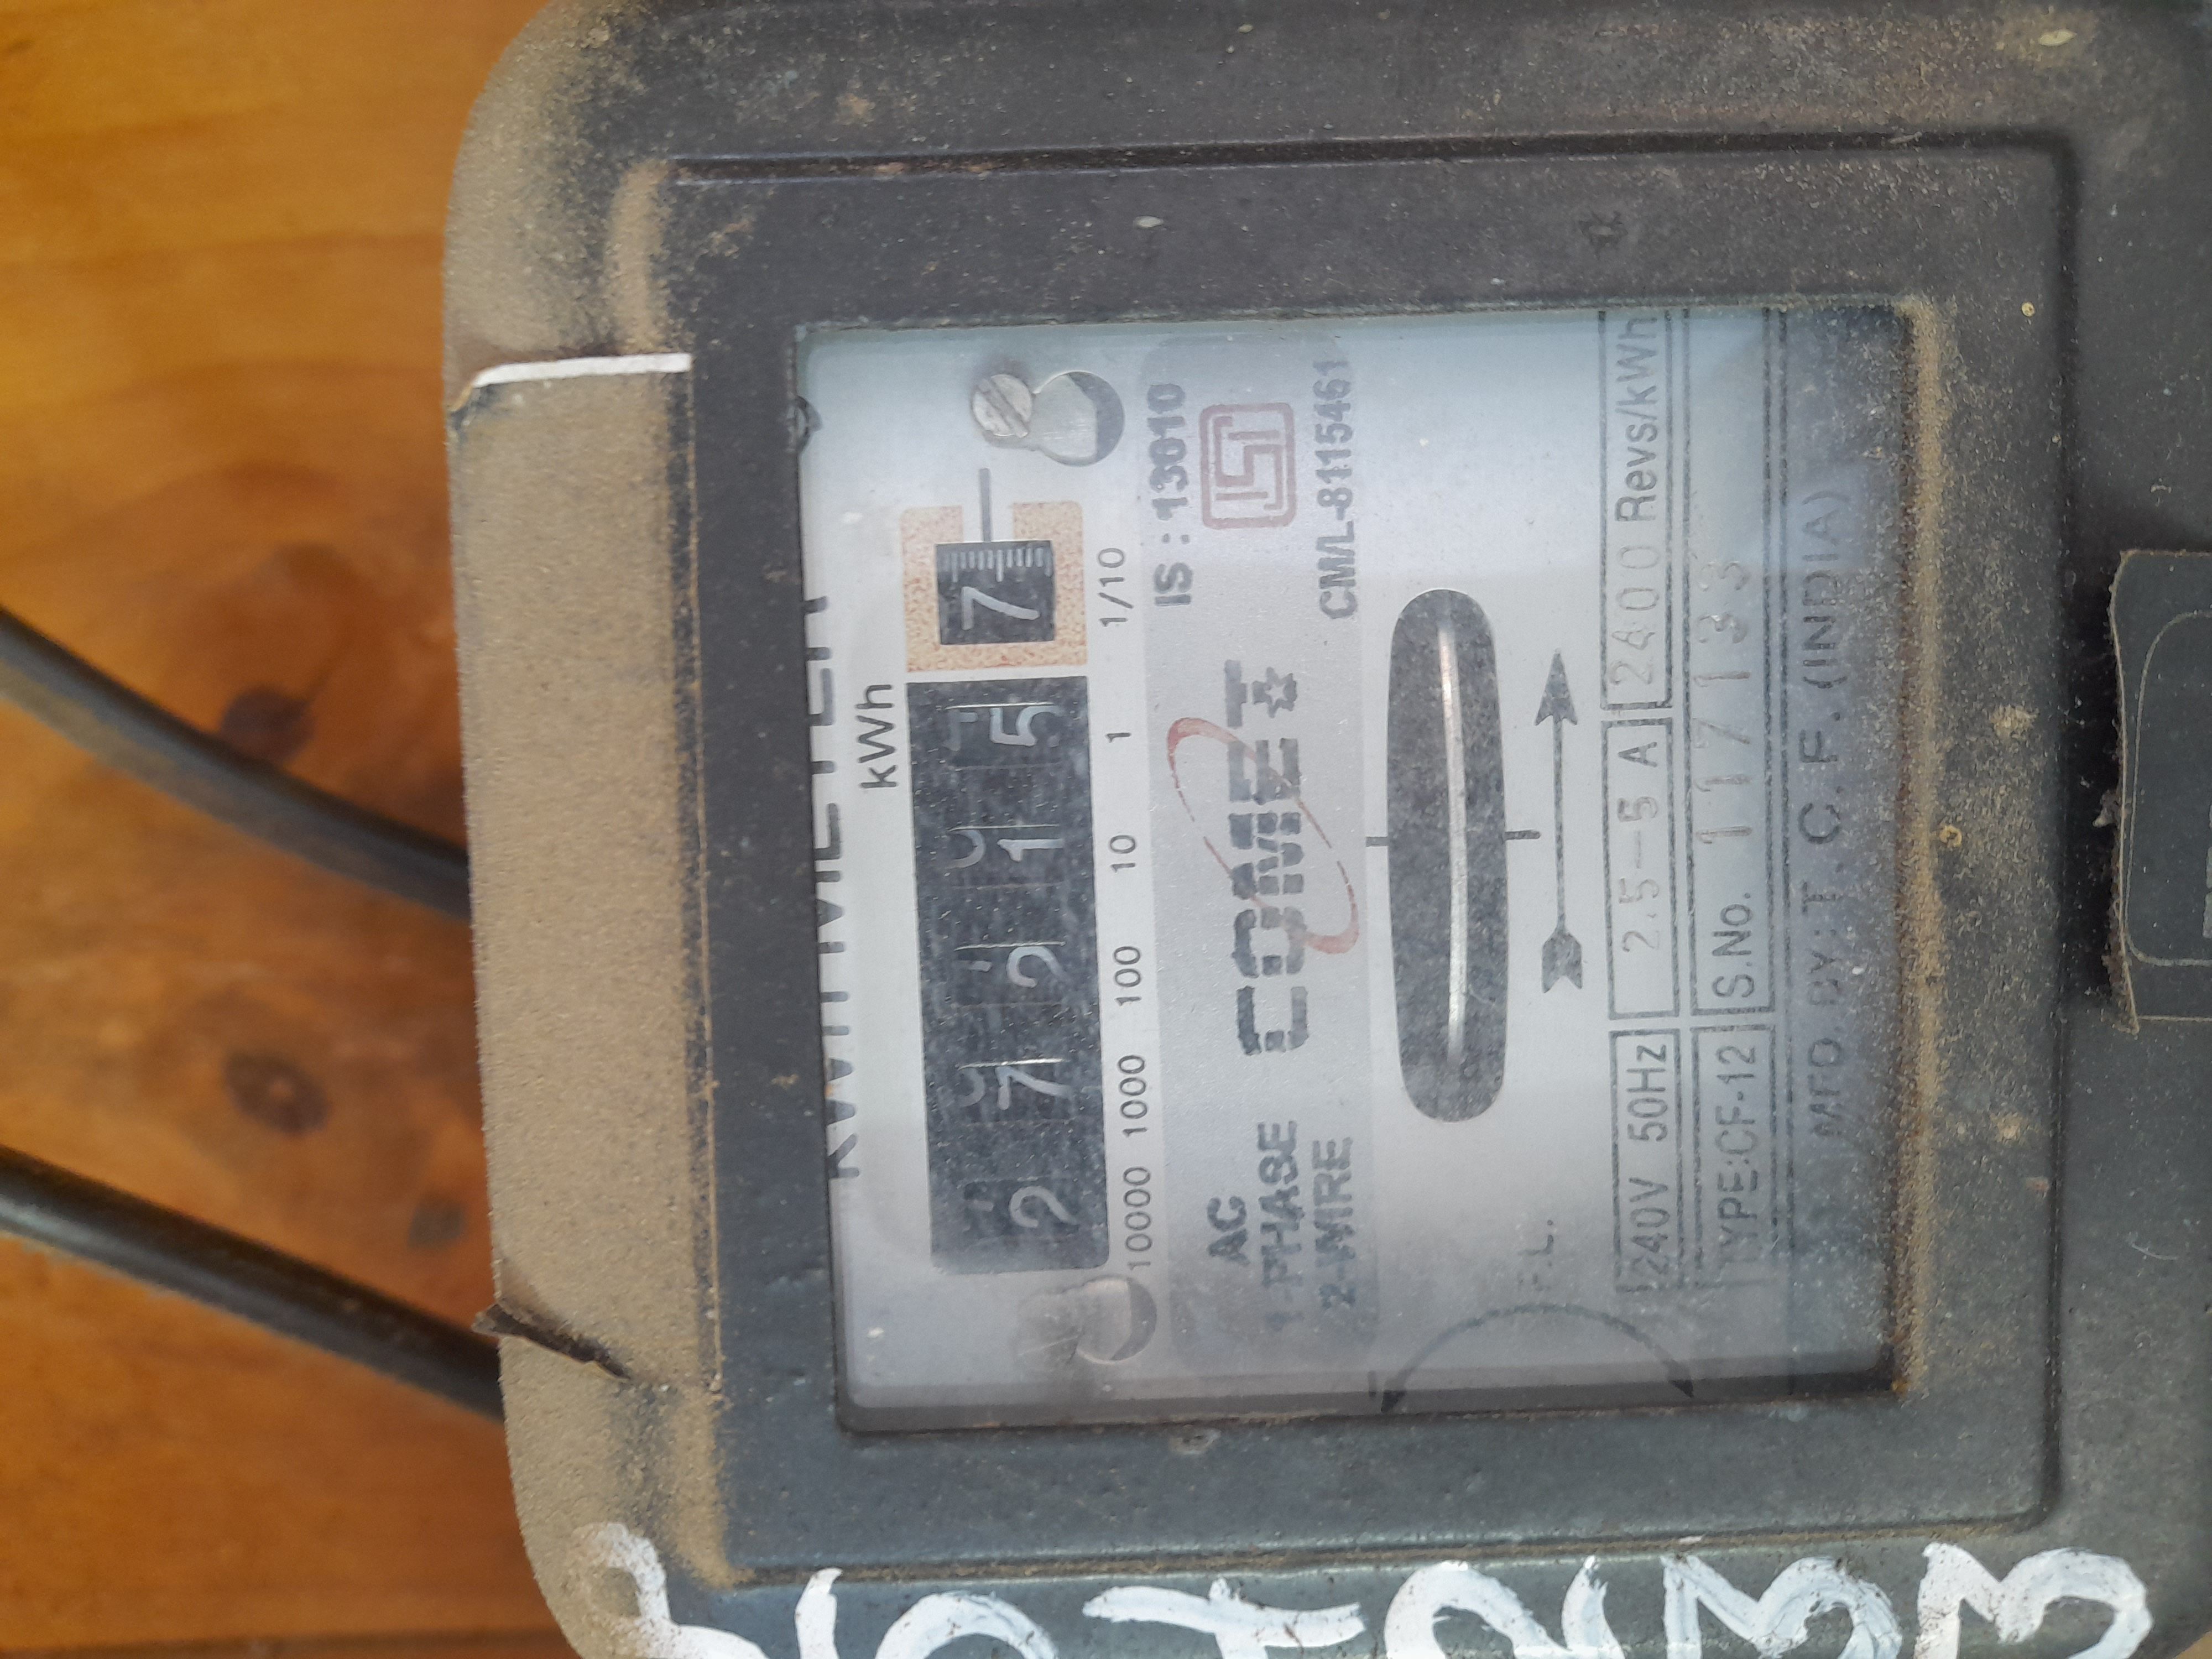 kWh METER
kWh
2 7 2 1 5 7
10000 1000 100 10 1 1/10
AC
1-PHASE
2-WIRE
COMET
IS : 13010
ISI
CM/L-8115461
F.L.
240V 50Hz 2.5-5 A 2400 Revs/kWh
TYPE:CF-12 S.No. 117133
MFD. BY: T. C. F. (INDIA)